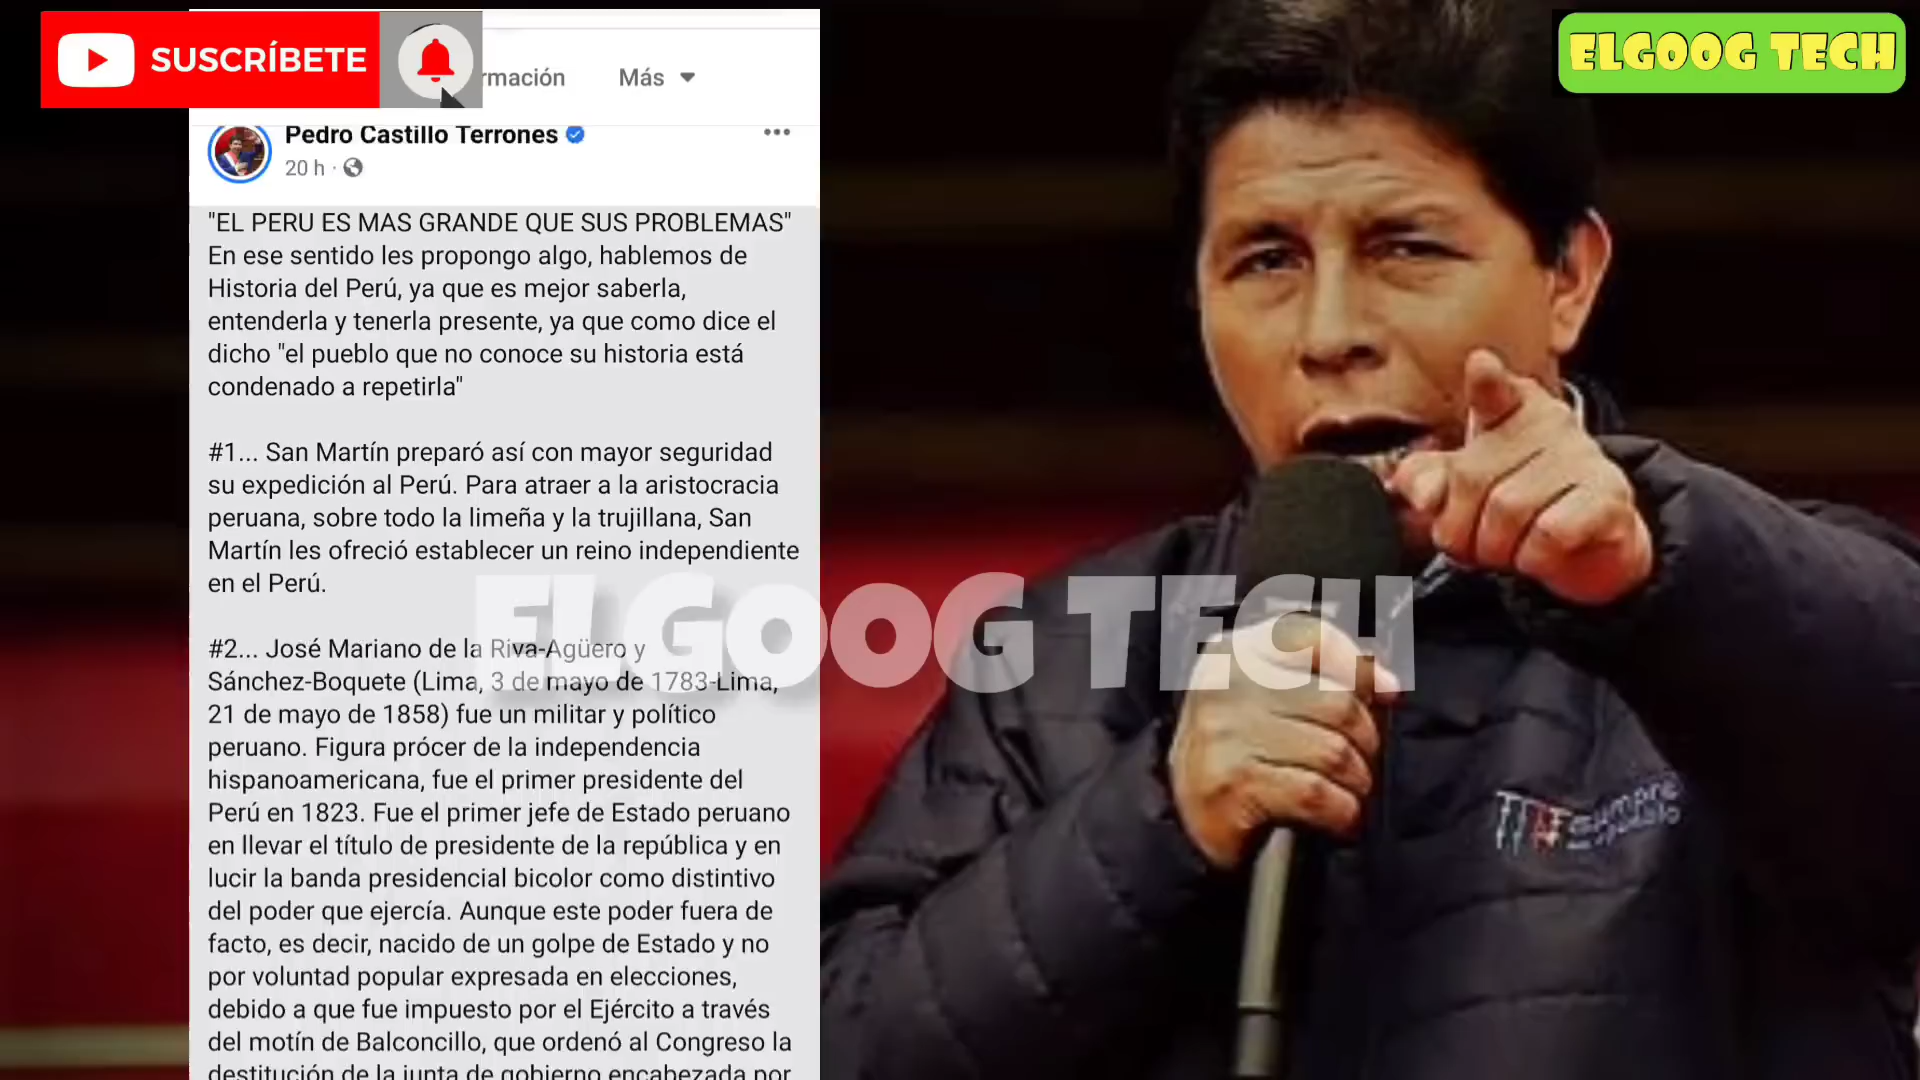 SUSCRÍBETE
rmación Más
ELGOOG TECH
Pedro Castillo Terrones
20 h ·
"EL PERU ES MAS GRANDE QUE SUS PROBLEMAS"
En ese sentido les propongo algo, hablemos de
Historia del Perú, ya que es mejor saberla,
entenderla y tenerla presente, ya que como dice el
dicho "el pueblo que no conoce su historia está
condenado a repetirla"
#1... San Martín preparó así con mayor seguridad
su expedición al Perú. Para atraer a la aristocracia
peruana, sobre todo la limeña y la trujillana, San
Martín les ofreció establecer un reino independiente
en el Perú.
#2... José Mariano de la Riva-Agüero y
Sánchez-Boquete (Lima, 3 de mayo de 1783-Lima,
21 de mayo de 1858) fue un militar y político
peruano. Figura prócer de la independencia
hispanoamericana, fue el primer presidente del
Perú en 1823. Fue el primer jefe de Estado peruano
en llevar el título de presidente de la república y en
lucir la banda presidencial bicolor como distintivo
del poder que ejercía. Aunque este poder fuera de
facto, es decir, nacido de un golpe de Estado y no
por voluntad popular expresada en elecciones,
debido a que fue impuesto por el Ejército a través
del motín de Balconcillo, que ordenó al Congreso la
destitución de la junta de gobierno encabezada por
ELGOOG TECH
siempre